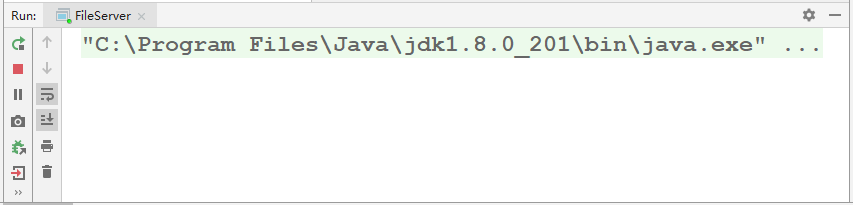 Run: FileServer
"C:\Program Files\Java\jdk1.8.0_201\bin\java.exe" ...